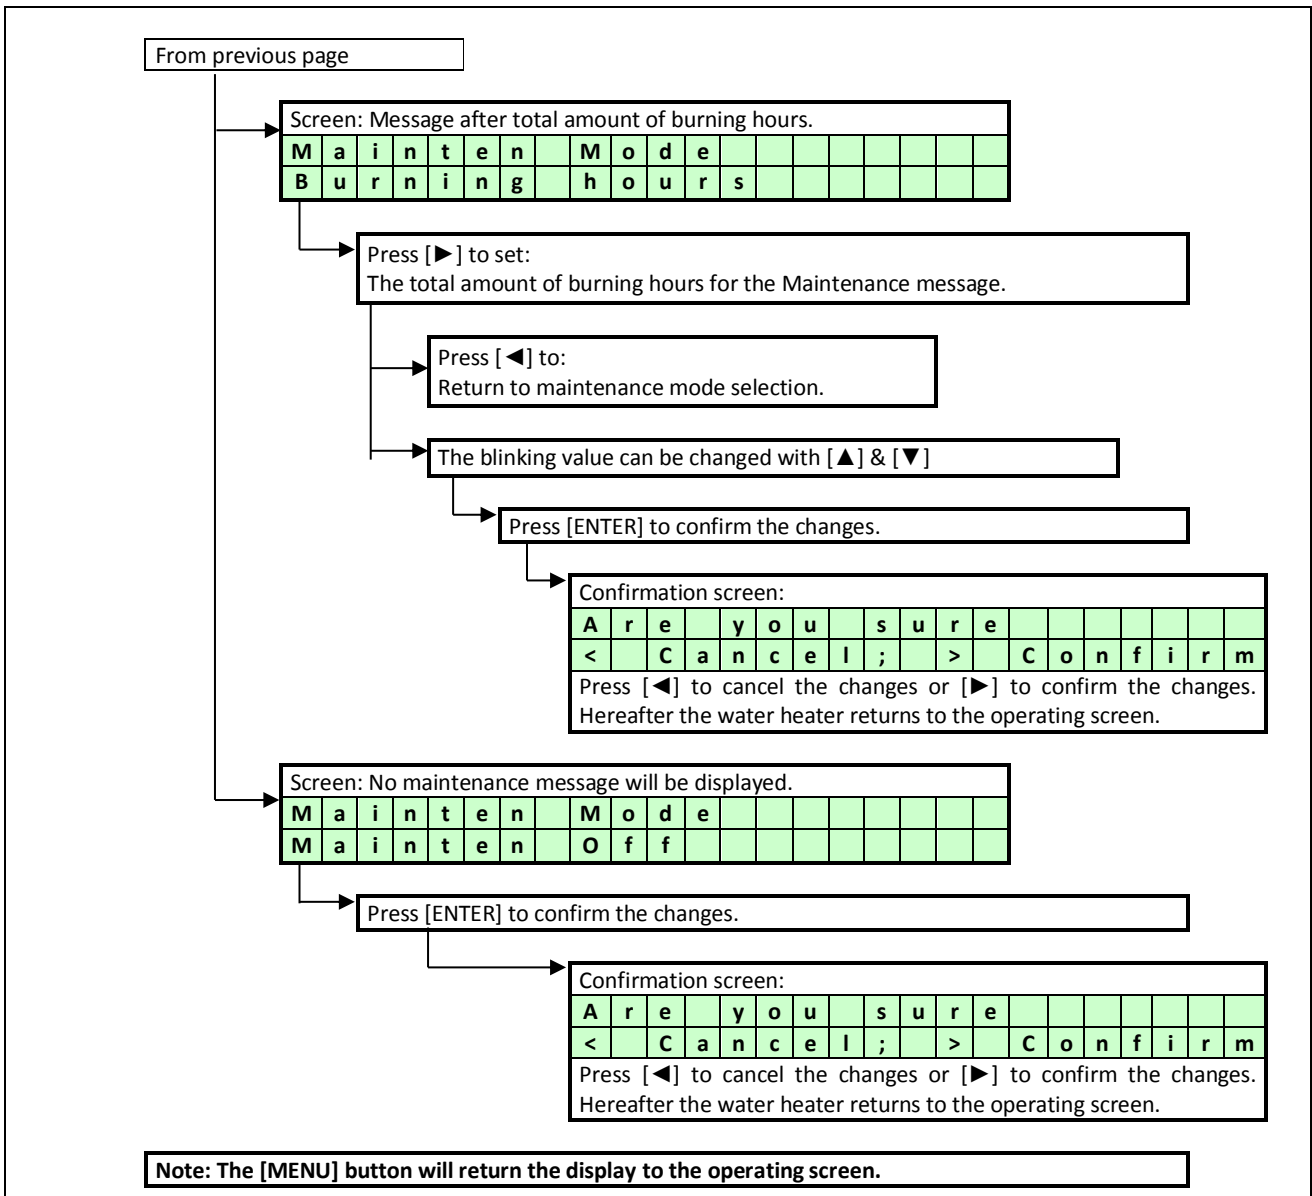 From previous page
Screen: Message after total amount of burning hours.
Mainten Mode
Burning hours
Press [►] to set:
The total amount of burning hours for the Maintenance message.
Press [◄] to:
Return to maintenance mode selection.
The blinking value can be changed with [▲] & [▼]
Press [ENTER] to confirm the changes.
Confirmation screen:
Are you sure
< Cancel; > Confirm
Press [◄] to cancel the changes or [►] to confirm the changes.
Hereafter the water heater returns to the operating screen.
Screen: No maintenance message will be displayed.
Mainten Mode
Mainten Off
Press [ENTER] to confirm the changes.
Confirmation screen:
Are you sure
< Cancel; > Confirm
Press [◄] to cancel the changes or [►] to confirm the changes.
Hereafter the water heater returns to the operating screen.
Note: The [MENU] button will return the display to the operating screen.